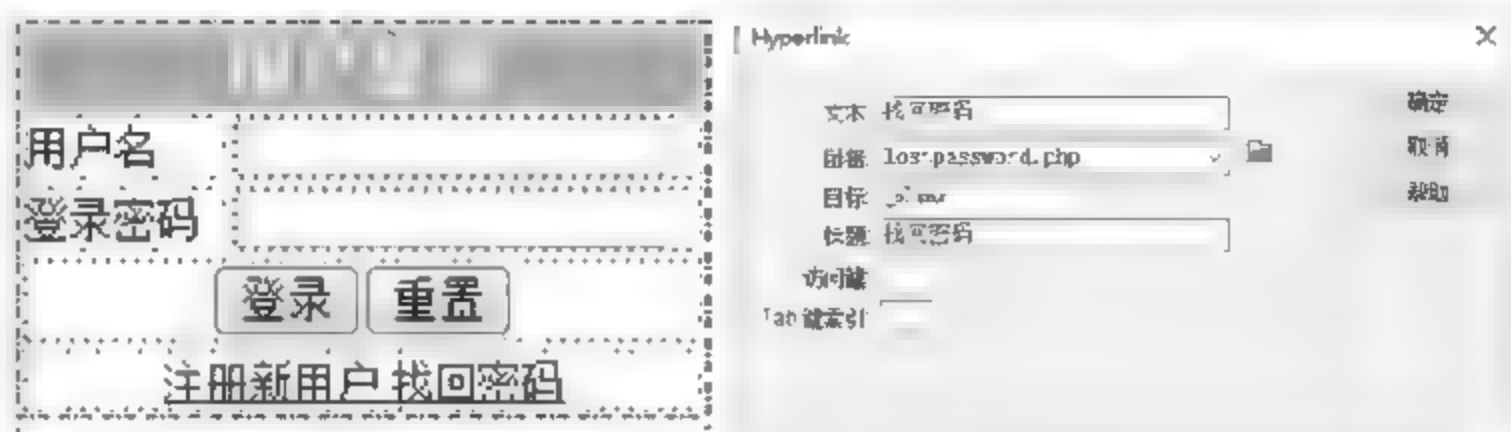 用户名
登录密码
登录 重置
注册新用户 找回密码
Hyperlink
文本: 找回密码
链接: lostpassword.php
目标:
标题: 找回密码
访问键:
Tab 键索引:
确定
取消
帮助